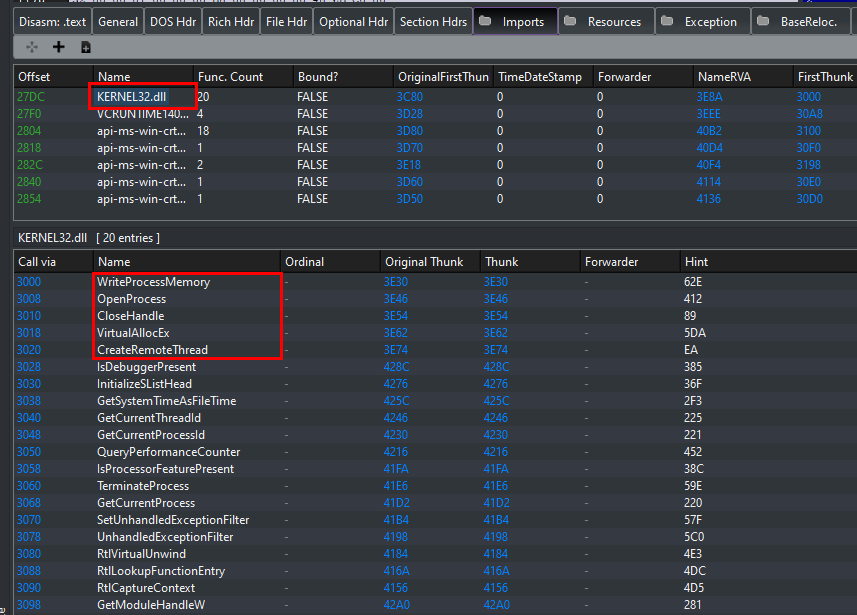 Disasm: .text General DOS Hdr Rich Hdr File Hdr Optional Hdr Section Hdrs Imports Resources Exception BaseReloc.
Offset Name Func. Count Bound? OriginalFirstThun TimeDateStamp Forwarder NameRVA FirstThunk
27DC KERNEL32.dll 20 FALSE 3C80 0 0 3E8A 3000
27F0 VCRUNTIME140... 4 FALSE 3D28 0 0 3EEE 30A8
2804 api-ms-win-crt... 18 FALSE 3D80 0 0 40B2 3100
2818 api-ms-win-crt... 1 FALSE 3D70 0 0 40D4 30F0
282C api-ms-win-crt... 2 FALSE 3E18 0 0 40F4 3198
2840 api-ms-win-crt... 1 FALSE 3D60 0 0 4114 30E0
2854 api-ms-win-crt... 1 FALSE 3D50 0 0 4136 30D0
KERNEL32.dll [ 20 entries ]
Call via Name Ordinal Original Thunk Thunk Forwarder Hint
3000 WriteProcessMemory - 3E30 3E30 - 62E
3008 OpenProcess - 3E46 3E46 - 412
3010 CloseHandle - 3E54 3E54 - 89
3018 VirtualAllocEx - 3E62 3E62 - 5DA
3020 CreateRemoteThread - 3E74 3E74 - EA
3028 IsDebuggerPresent - 428C 428C - 385
3030 InitializeSListHead - 4276 4276 - 36F
3038 GetSystemTimeAsFileTime - 425C 425C - 2F3
3040 GetCurrentThreadId - 4246 4246 - 225
3048 GetCurrentProcessId - 4230 4230 - 221
3050 QueryPerformanceCounter - 4216 4216 - 452
3058 IsProcessorFeaturePresent - 41FA 41FA - 38C
3060 TerminateProcess - 41E6 41E6 - 59E
3068 GetCurrentProcess - 41D2 41D2 - 220
3070 SetUnhandledExceptionFilter - 41B4 41B4 - 57F
3078 UnhandledExceptionFilter - 4198 4198 - 5C0
3080 RtlVirtualUnwind - 4184 4184 - 4E3
3088 RtlLookupFunctionEntry - 416A 416A - 4DC
3090 RtlCaptureContext - 4156 4156 - 4D5
3098 GetModuleHandleW - 42A0 42A0 - 281